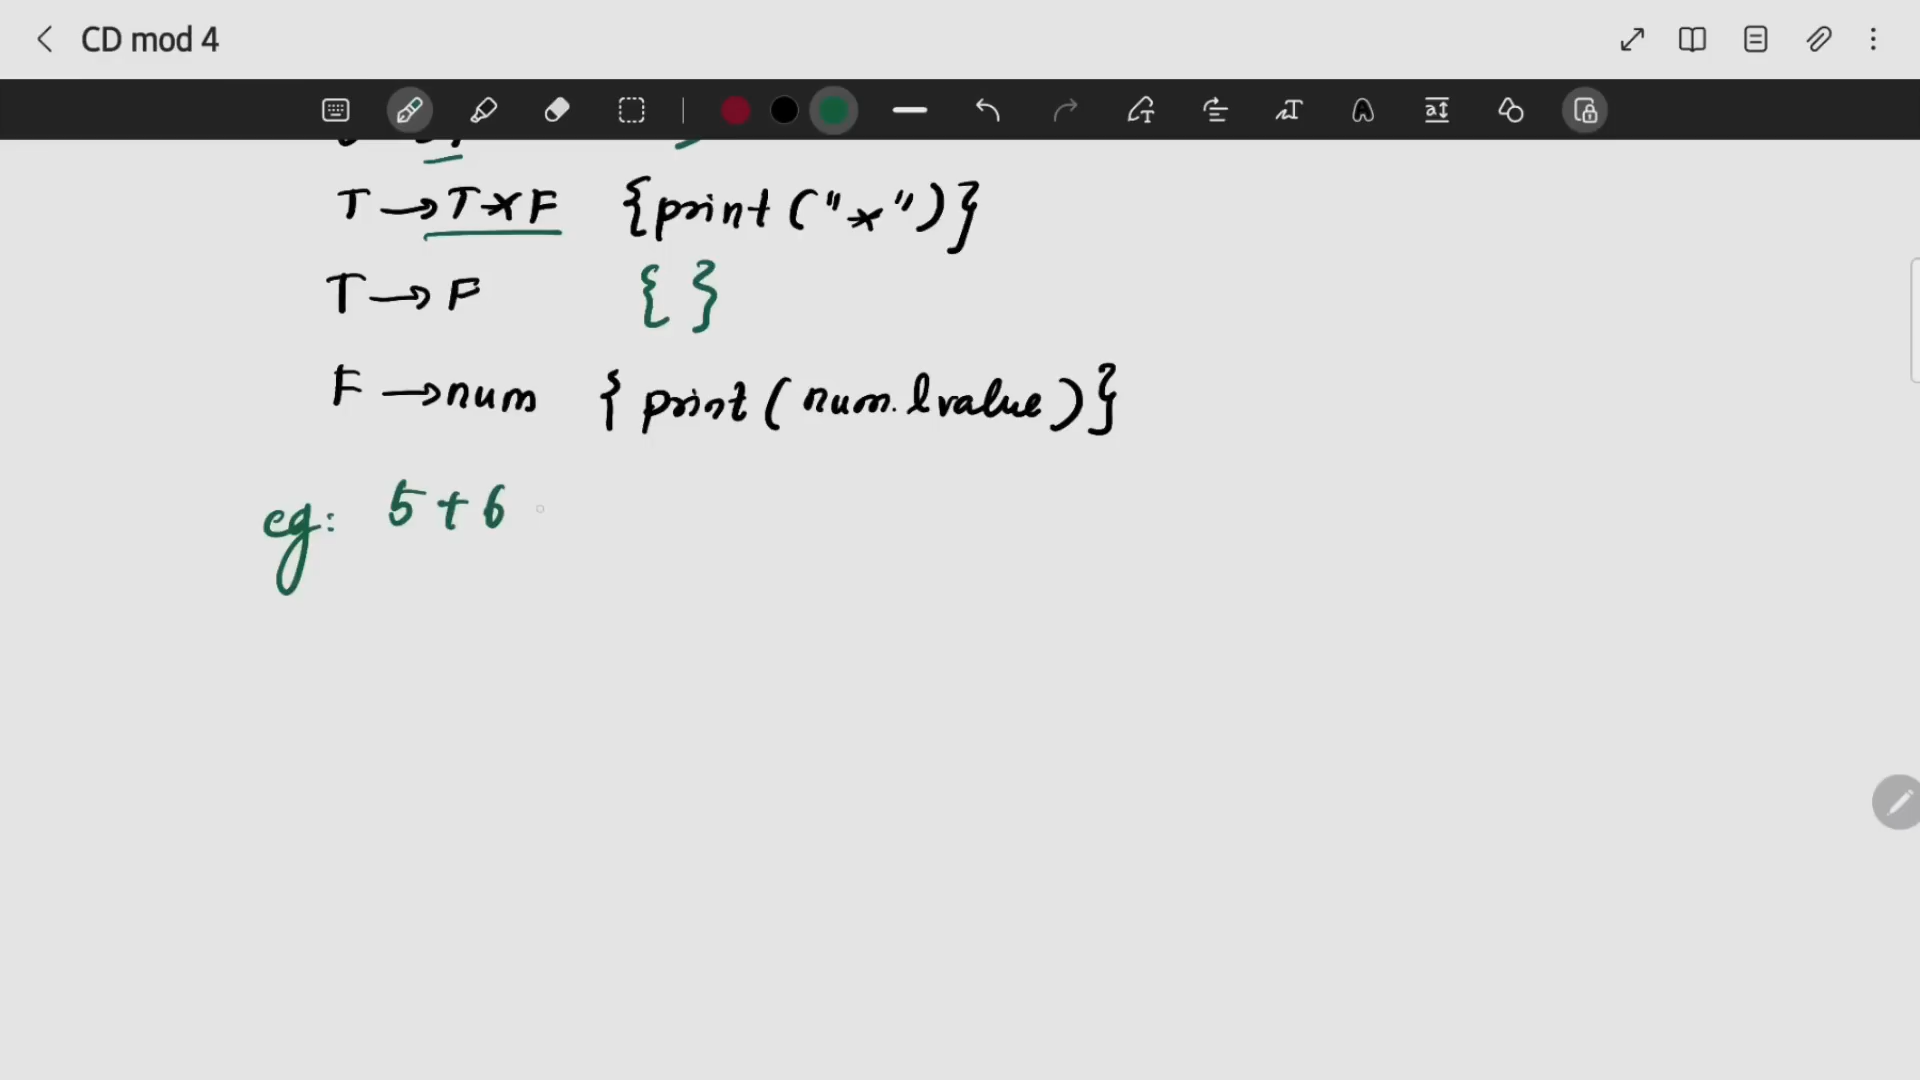 CD mod 4
T → T * F {print ("*")}
T → F { }
F → num { print ( num. lvalue )}
eg: 5 + 6